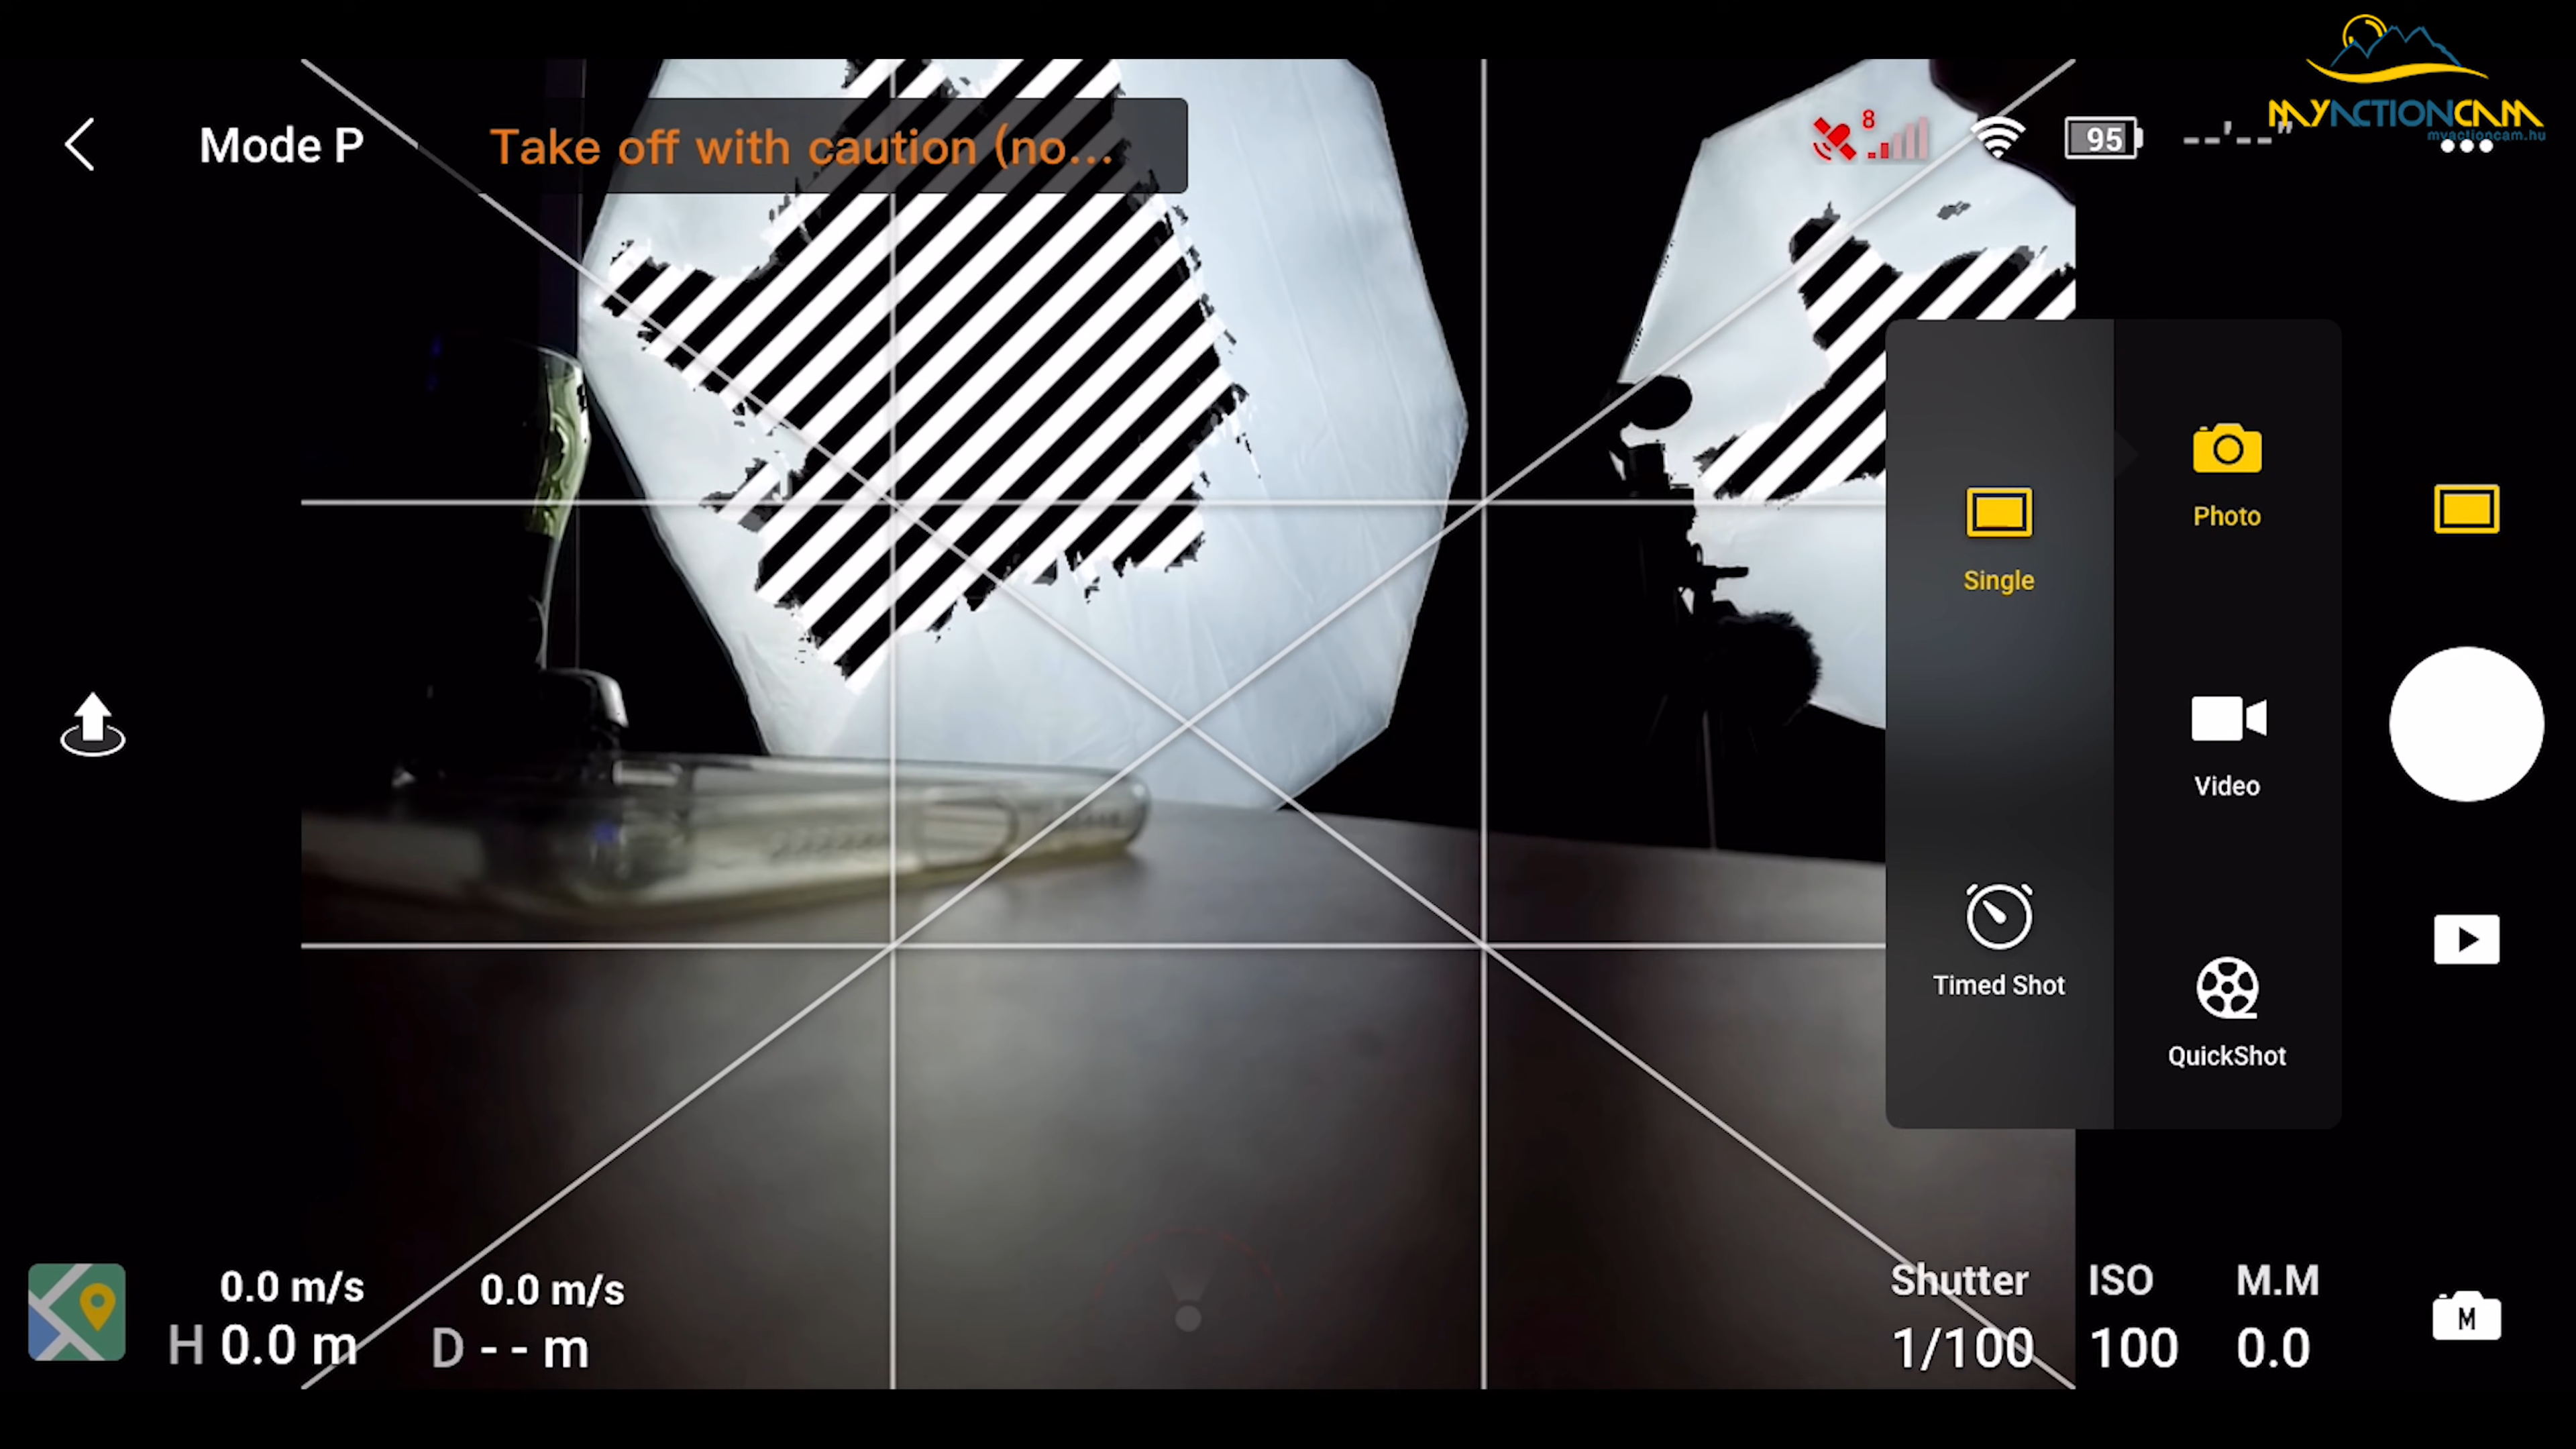 MYACTIONCAM
myactioncam.hu
Mode P
Take off with caution (no...
8
95
--'--"
Photo
Single
Video
Timed Shot
QuickShot
0.0 m/s
0.0 m/s
Shutter
ISO
M.M
H 0.0 m
D -- m
1/100
100
0.0
M